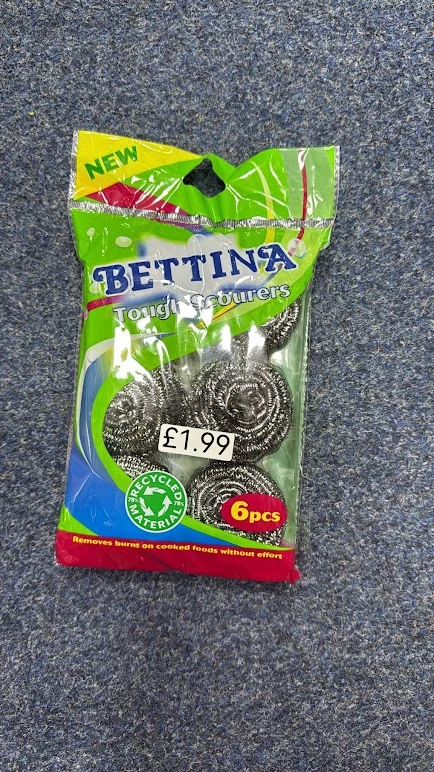 NEW
BETTINA
Tough Scourers
£1.99
RECYCLED
MATERIAL
6pcs
Removes burnt on cooked foods without effort